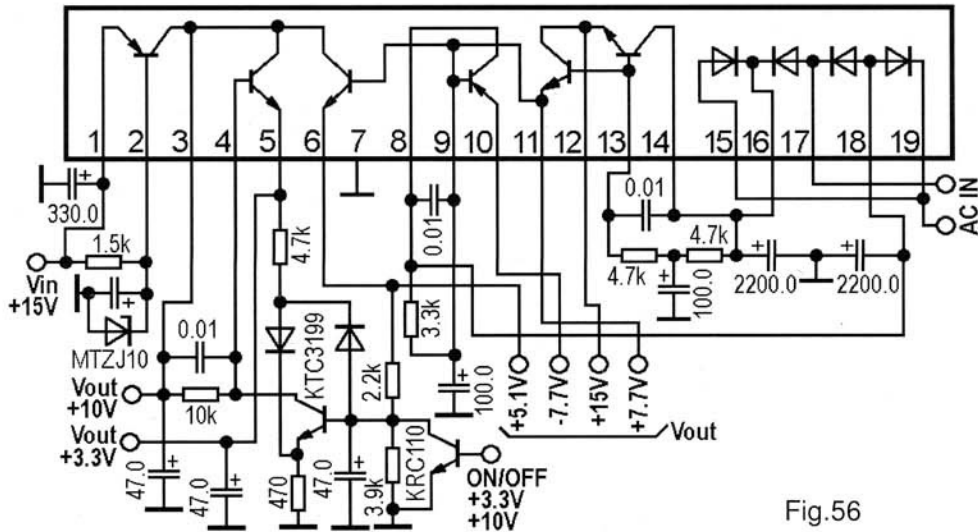 1 2 3 4 5 6 7 8 9 10 11 12 13 14 15 16 17 18 19
330.0
1.5k
Vin
+15V
MTZJ10
0.01
10k
Vout
+10V
Vout
+3.3V
47.0
47.0
4.7k
KTC3199
470
47.0
2.2k
3.9k
KRC110
0.01
3.3k
100.0
ON/OFF
+3.3V
+10V
+5.1V
-7.7V
+15V
+7.7V
Vout
0.01
4.7k
4.7k
100.0
2200.0
2200.0
AC IN
Fig.56